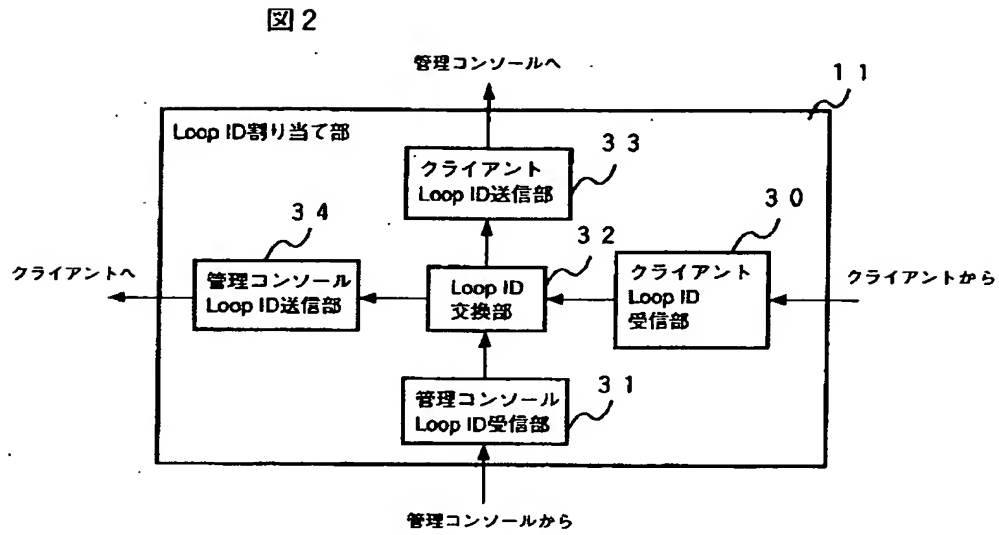 図2
管理コンソールへ
11
Loop ID割り当て部
33
クライアント
Loop ID送信部
34
30
32
クライアントへ
管理コンソール
Loop ID送信部
Loop ID
交換部
クライアント
Loop ID
受信部
クライアントから
31
管理コンソール
Loop ID受信部
管理コンソールから